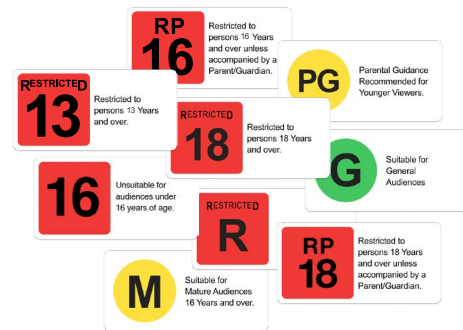 RP
16
Restricted to
persons 16 Years
and over unless
accompanied by a
Parent/Guardian.
PG
Parental Guidance
Recommended for
Younger Viewers.
RESTRICTED
13
Restricted to
persons 13 Years
and over.
RESTRICTED
18
Restricted to
persons 18 Years
and over.
G
Suitable for
General
Audiences
16
Unsuitable for
audiences under
16 years of age.
RESTRICTED
R
RP
18
Restricted to
persons 18 Years
and over unless
accompanied by a
Parent/Guardian.
M
Suitable for
Mature Audiences
16 Years and over.